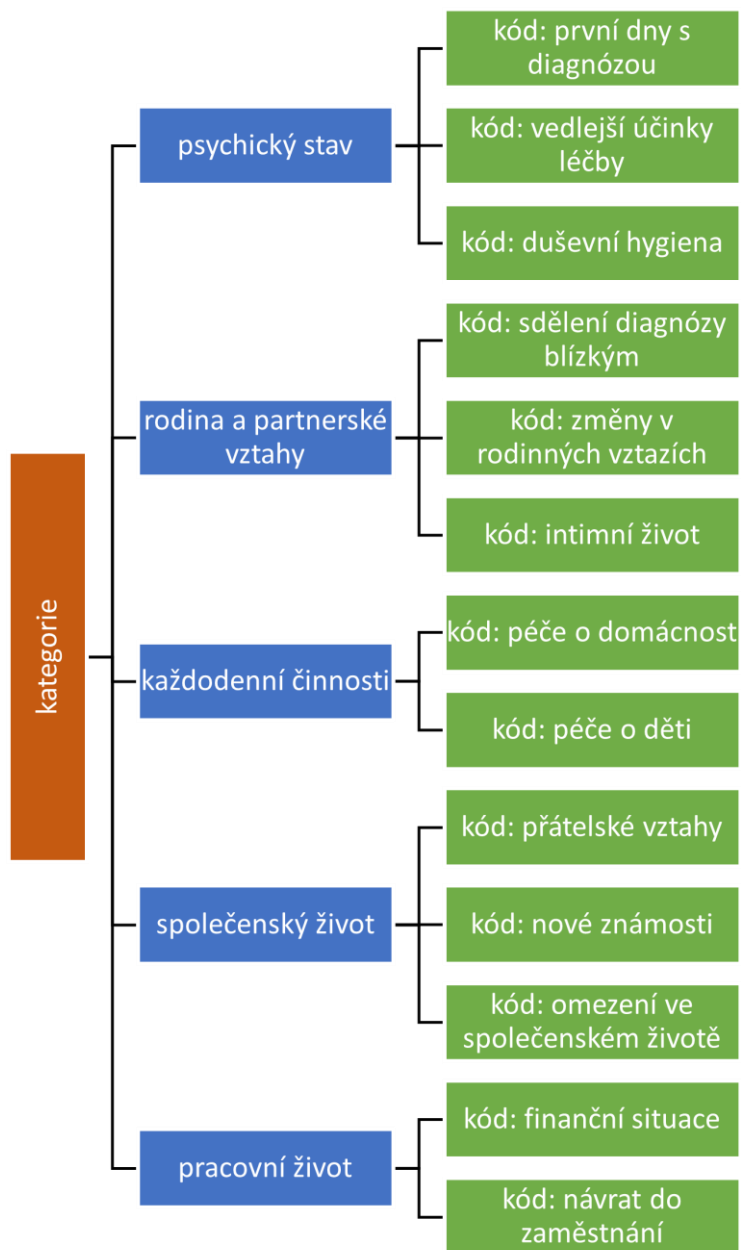 kategorie
psychický stav
kód: první dny s
diagnózou
kód: vedlejší účinky
léčby
kód: duševní hygiena
rodina a partnerské
vztahy
kód: sdělení diagnózy
blízkým
kód: změny v
rodinných vztazích
kód: intimní život
každodenní činnosti
kód: péče o domácnost
kód: péče o děti
společenský život
kód: přátelské vztahy
kód: nové známosti
kód: omezení ve
společenském životě
pracovní život
kód: finanční situace
kód: návrat do
zaměstnání